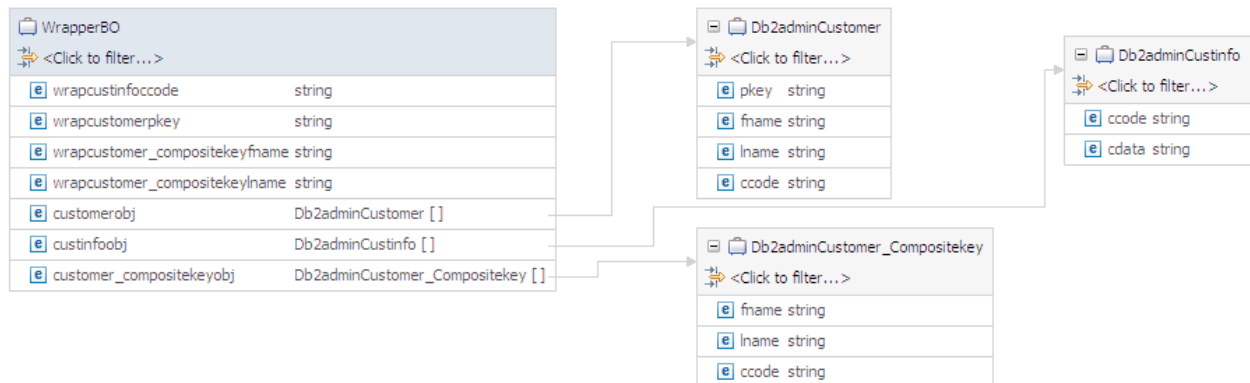 WrapperBO
<Click to filter...>
wrapcustinfoccode string
wrapcustomerpkey string
wrapcustomer_compositekeyfname string
wrapcustomer_compositekeylname string
customerobj Db2adminCustomer []
custinfoobj Db2adminCustinfo []
customer_compositekeyobj Db2adminCustomer_Compositekey []
Db2adminCustomer
<Click to filter...>
pkey string
fname string
lname string
ccode string
Db2adminCustinfo
<Click to filter...>
ccode string
cdata string
Db2adminCustomer_Compositekey
<Click to filter...>
fname string
lname string
ccode string